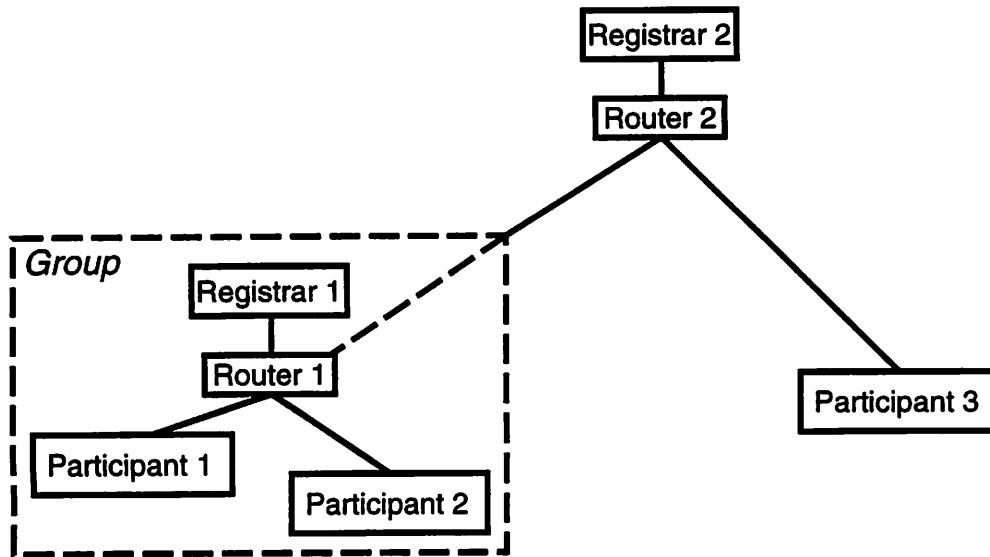 Registrar 2
Router 2
Group
Registrar 1
Router 1
Participant 1
Participant 2
Participant 3